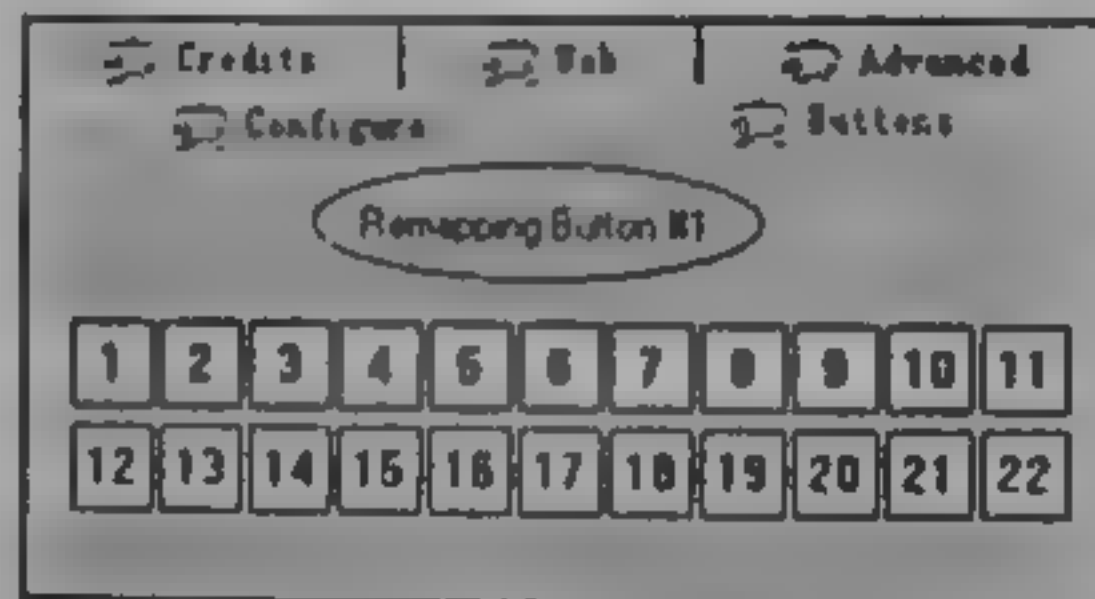 Credits Web Advanced
Configure Buttons
Remapping Button #1
1 2 3 4 5 6 7 8 9 10 11
12 13 14 15 16 17 18 19 20 21 22